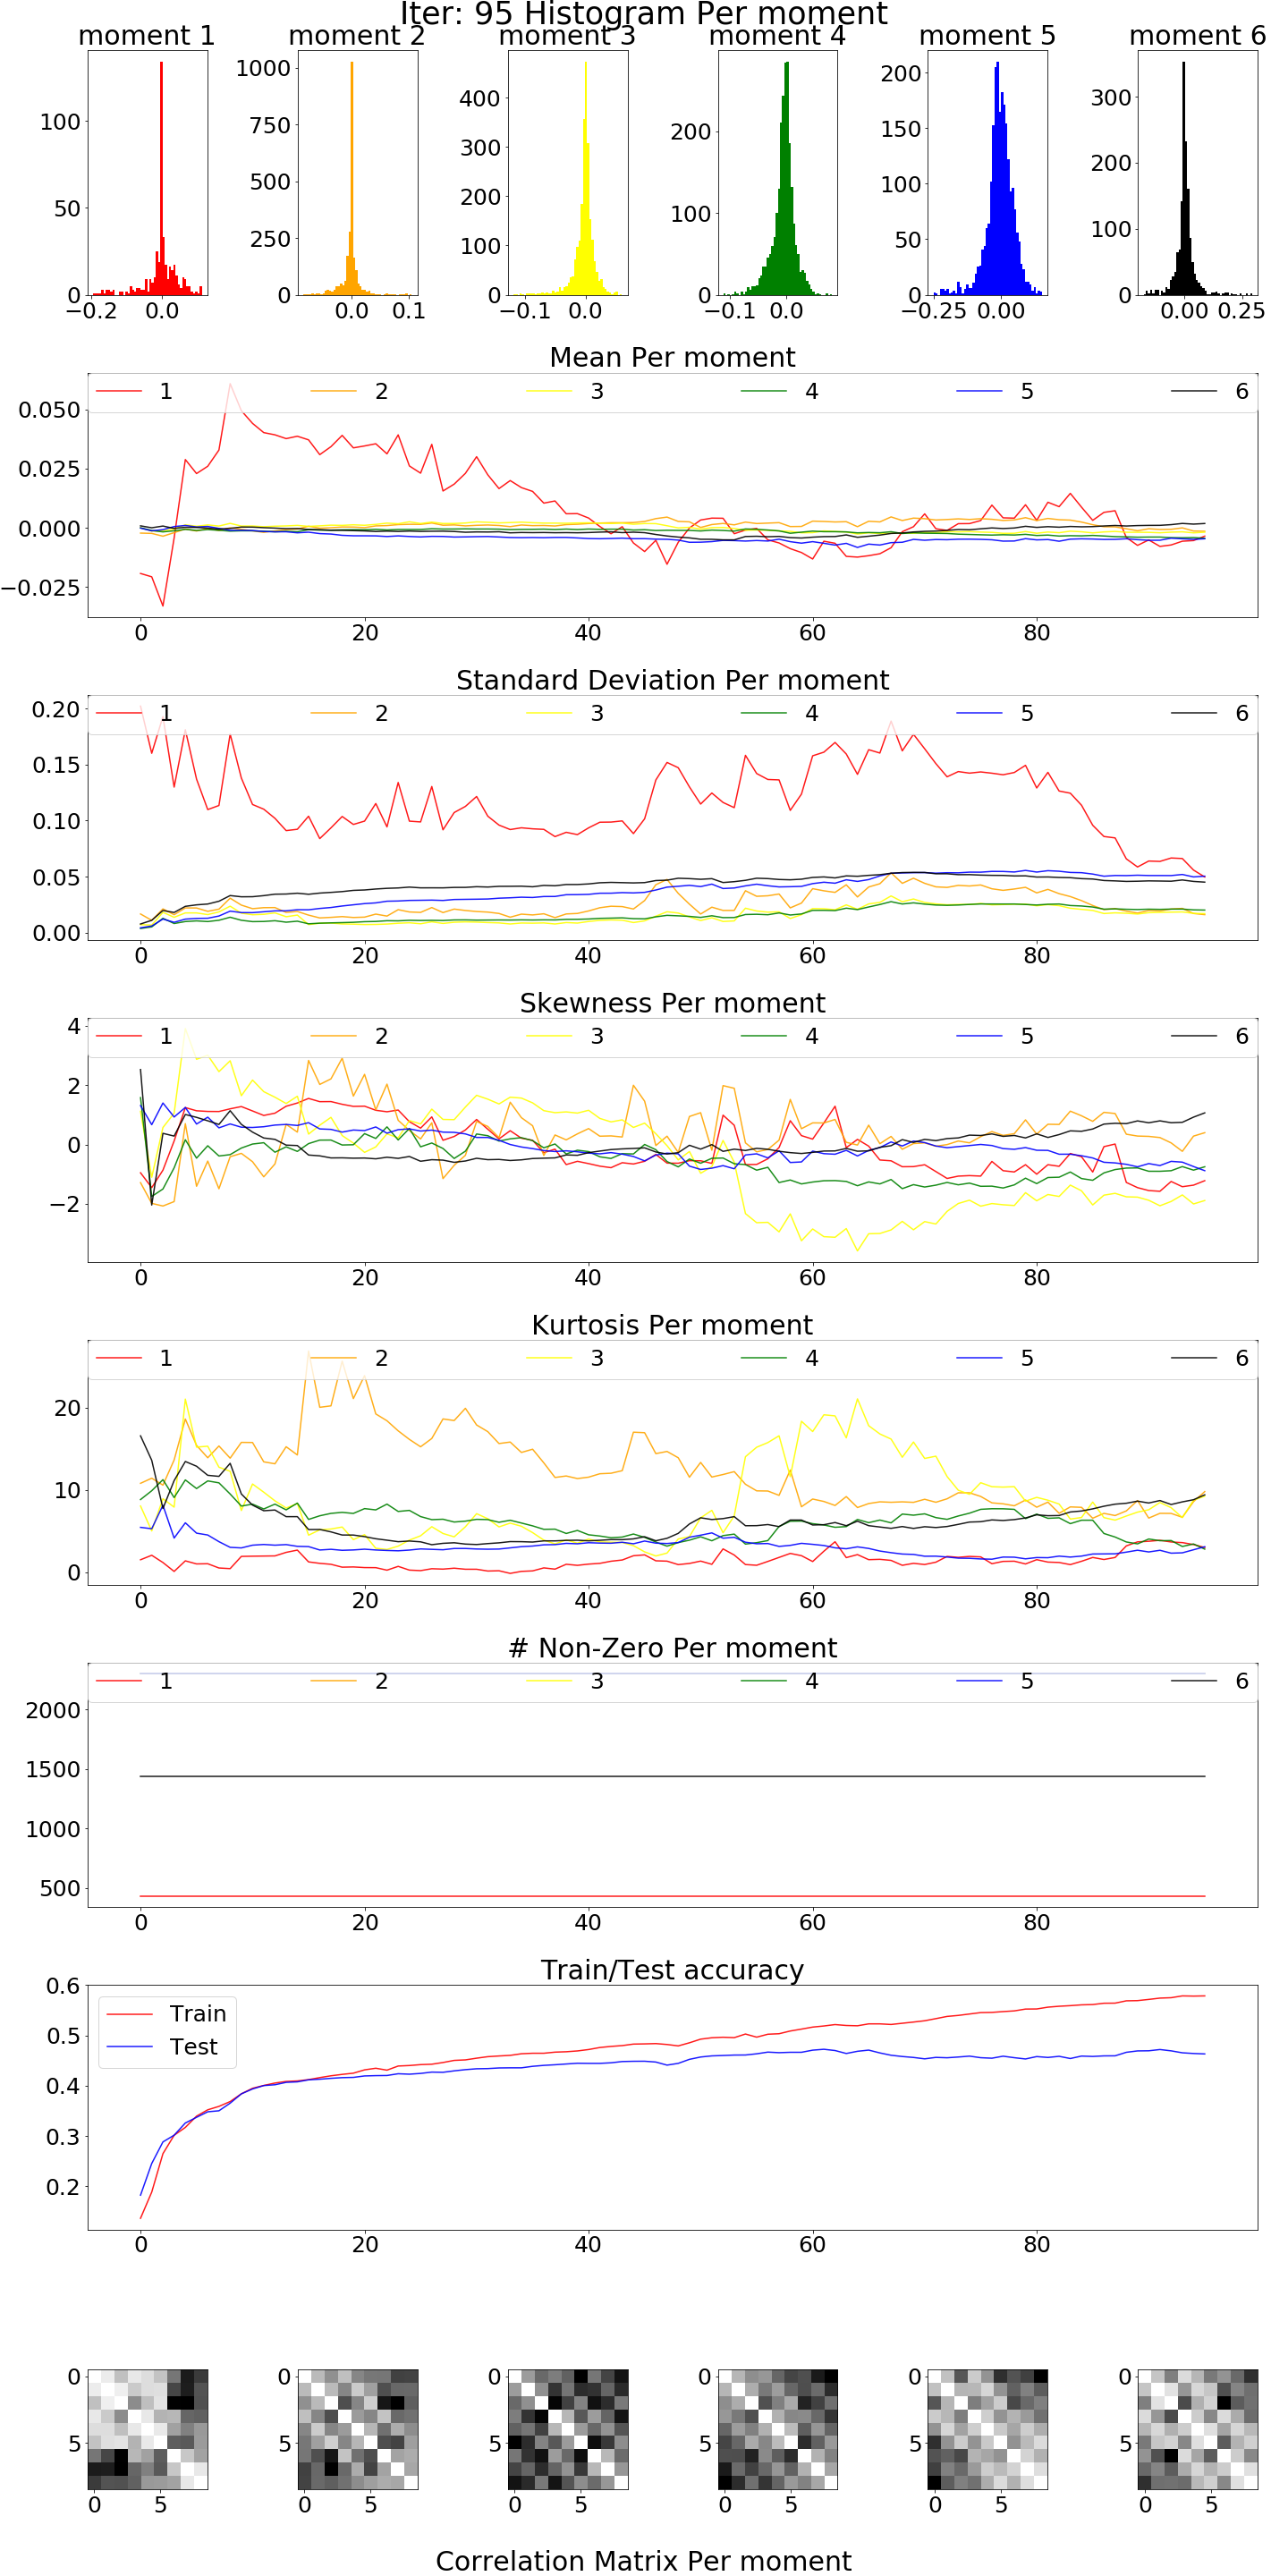 Iter: 95 Histogram Per moment
moment 1 moment 2 moment 3 moment 4 moment 5 moment 6
100
50
0
−0.2 0.0
1000
750
500
250
0
0.0 0.1
400
300
200
100
0
−0.1 0.0
200
100
0
−0.1 0.0
200
150
100
50
0
−0.25 0.00
300
200
100
0
0.00 0.25
Mean Per moment
1 2 3 4 5 6
0.050
0.025
0.000
−0.025
0 20 40 60 80
Standard Deviation Per moment
1 2 3 4 5 6
0.20
0.15
0.10
0.05
0.00
0 20 40 60 80
Skewness Per moment
1 2 3 4 5 6
4
2
0
−2
0 20 40 60 80
Kurtosis Per moment
1 2 3 4 5 6
20
10
0
0 20 40 60 80
# Non-Zero Per moment
1 2 3 4 5 6
2000
1500
1000
500
0 20 40 60 80
Train/Test accuracy
Train
Test
0.6
0.5
0.4
0.3
0.2
0 20 40 60 80
0 0 0 0 0 0
5 5 5 5 5 5
0 5 0 5 0 5 0 5 0 5 0 5
Correlation Matrix Per moment